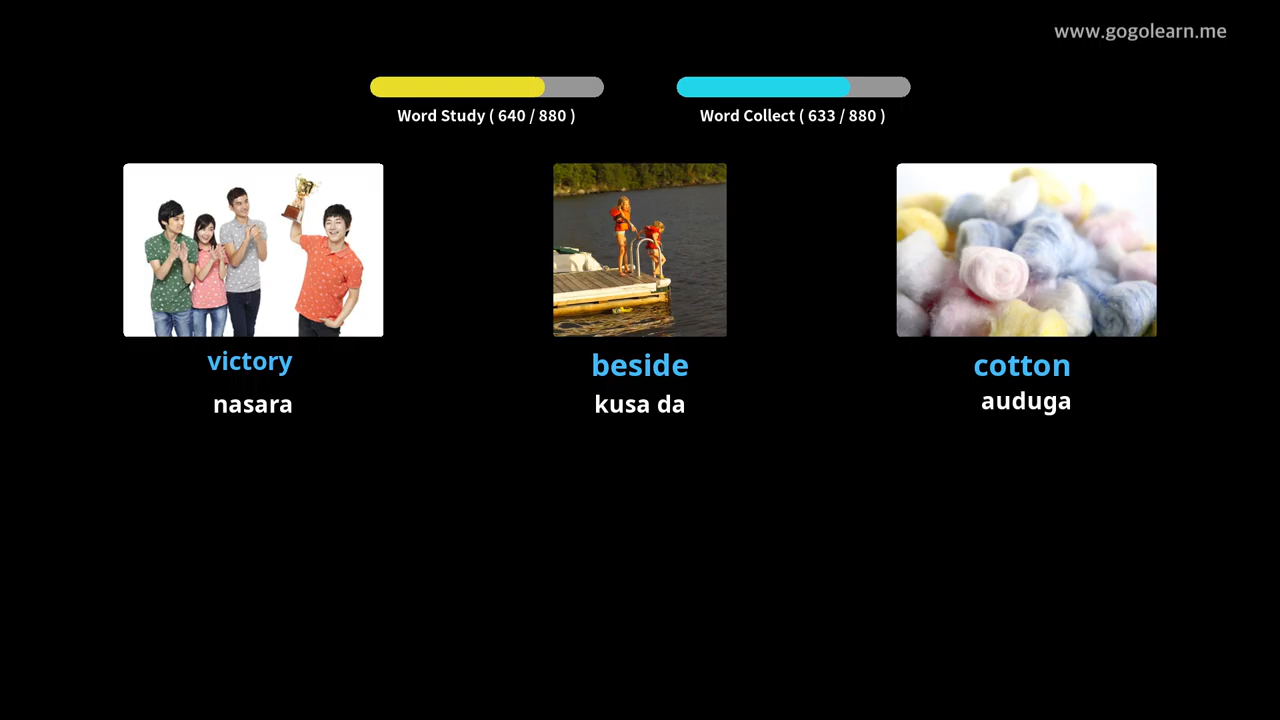 www.gogolearn.me
Word Study ( 640 / 880 )
Word Collect ( 633 / 880 )
victory
nasara
beside
kusa da
cotton
auduga